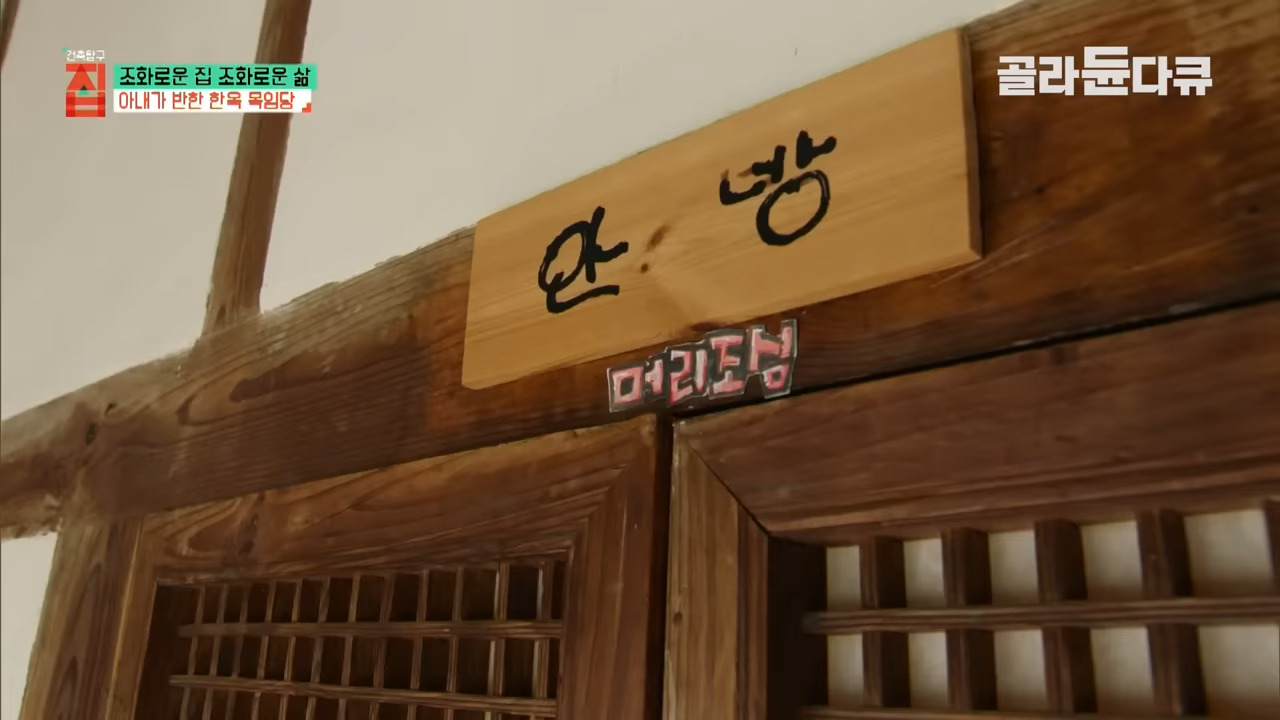 건축탐구
집
조화로운 집 조화로운 삶
아내가 반한 한옥 목임당
골라듄다큐
안 방
머리조심